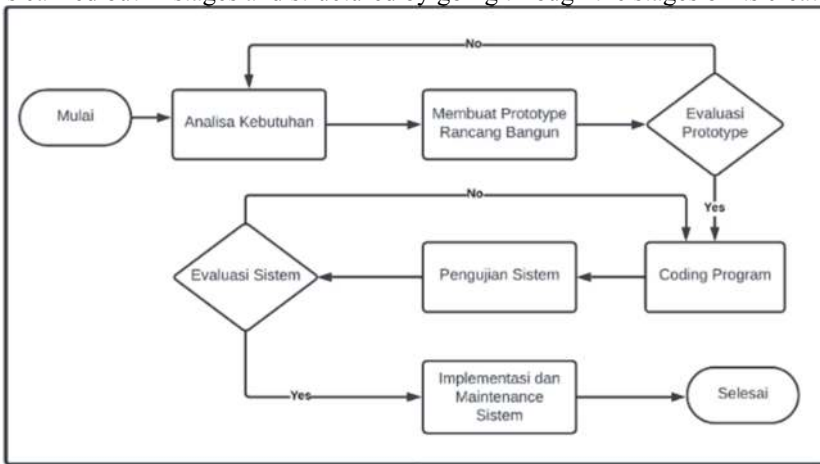 No
Mulai
Analisa Kebutuhan
Membuat Prototype
Rancang Bangun
Evaluasi
Prototype
No
Yes
Evaluasi Sistem
Pengujian Sistem
Coding Program
Yes
Implementasi dan
Maintenance
Sistem
Selesai